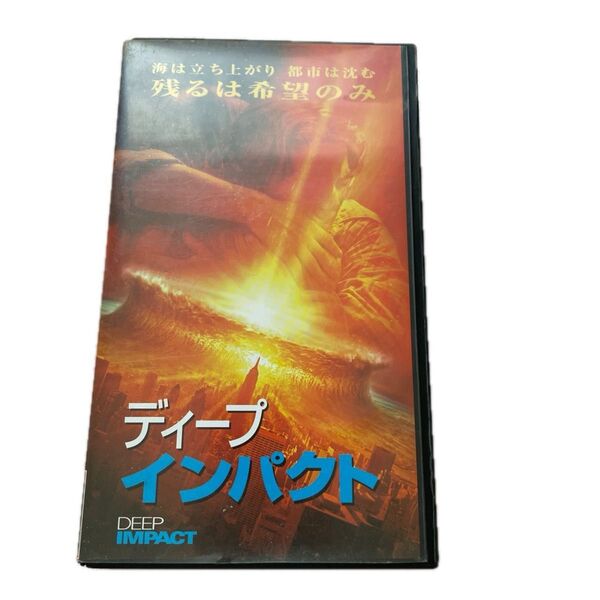 海は立ち上がり 都市は沈む
残るは希望のみ
ディープ
インパクト
DEEP
IMPACT